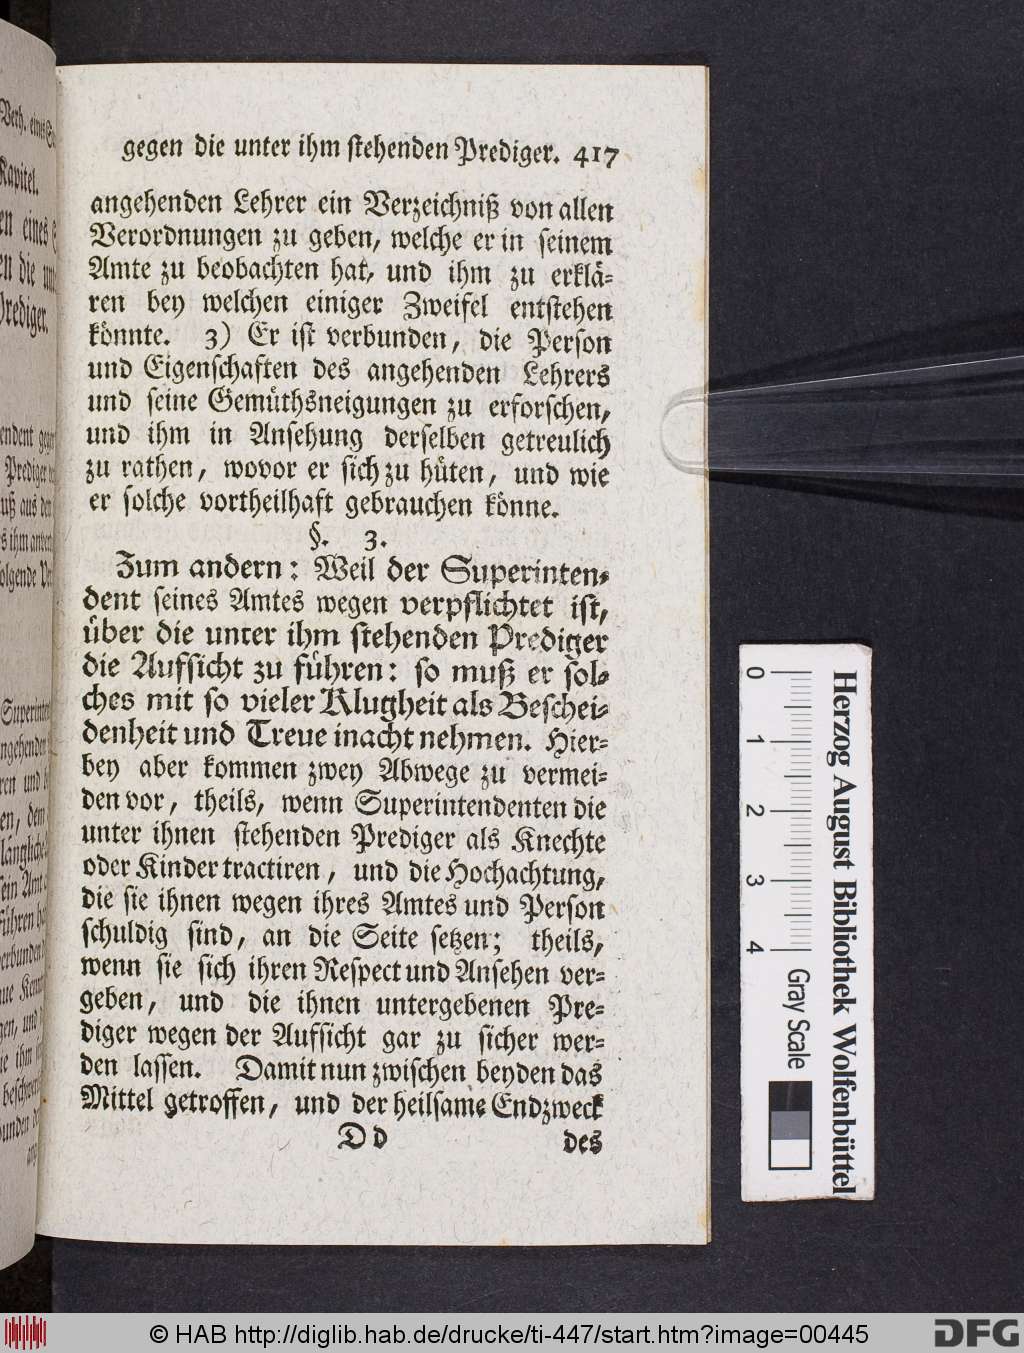 gegen die unter ihm stehenden Prediger. 417
angehenden Lehrer ein Verzeichniß von allen
Verordnungen zu geben, welche er in seinem
Amte zu beobachten hat, und ihm zu erklä-
ren bey welchen einiger Zweifel entstehen
könnte. 3) Er ist verbunden, die Person
und Eigenschaften des angehenden Lehrers
und seine Gemüthsneigungen zu erforschen,
und ihm in Ansehung derselben getreulich
zu rathen, wovor er sich zu hüten, und wie
er solche vortheilhaft gebrauchen könne.
§. 3.
Zum andern: Weil der Superinten-
dent seines Amtes wegen verpflichtet ist,
über die unter ihm stehenden Prediger
die Aufsicht zu führen: so muß er sol-
ches mit so vieler Klugheit als Beschei-
denheit und Treue inacht nehmen. Hier-
bey aber kommen zwey Abwege zu vermei-
den vor, theils, wenn Superintendenten die
unter ihnen stehenden Prediger als Knechte
oder Kinder tractiren, und die Hochachtung,
die sie ihnen wegen ihres Amtes und Person
schuldig sind, an die Seite setzen; theils,
wenn sie sich ihren Respect und Ansehen ver-
geben, und die ihnen untergebenen Pre-
diger wegen der Aufsicht gar zu sicher wer-
den lassen. Damit nun zwischen beyden das
Mittel getroffen, und der heilsame Endzweck
D d
des
Herzog August Bibliothek Wolfenbüttel
0 1 2 3 4 Gray Scale
© HAB http://diglib.hab.de/drucke/ti-447/start.htm?image=00445
DFG